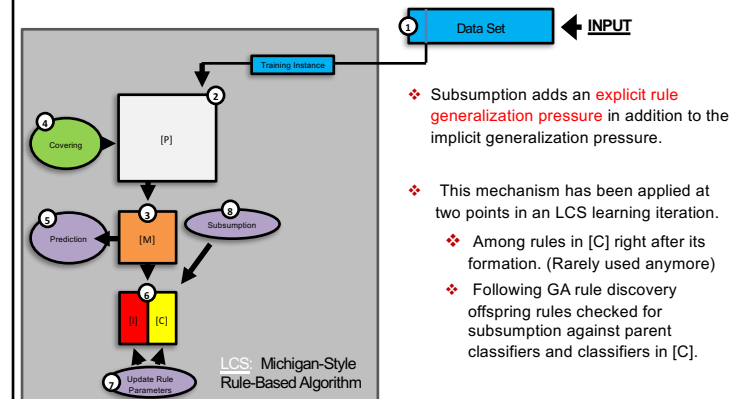 1
Data Set
INPUT
Training Instance
2
4
Covering
[P]
3
8
5
Prediction
[M]
Subsumption
6
[I]
[C]
7
Update Rule
Parameters
LCS: Michigan-Style
Rule-Based Algorithm
❖ Subsumption adds an explicit rule
generalization pressure in addition to the
implicit generalization pressure.
❖ This mechanism has been applied at
two points in an LCS learning iteration.
❖ Among rules in [C] right after its
formation. (Rarely used anymore)
❖ Following GA rule discovery
offspring rules checked for
subsumption against parent
classifiers and classifiers in [C].